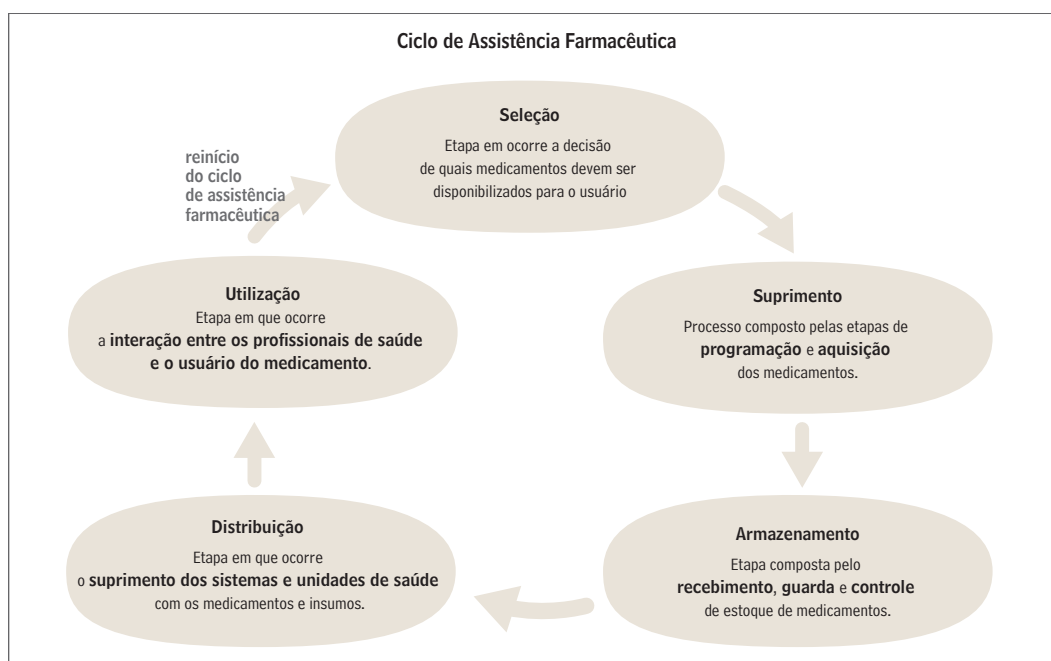 Ciclo de Assistência Farmacêutica
Seleção
Etapa em ocorre a decisão
de quais medicamentos devem ser
disponibilizados para o usuário
reinício
do ciclo
de assistência
farmacêutica
Suprimento
Processo composto pelas etapas de
programação e aquisição
dos medicamentos.
Armazenamento
Etapa composta pelo
recebimento, guarda e controle
de estoque de medicamentos.
Distribuição
Etapa em que ocorre
o suprimento dos sistemas e unidades de saúde
com os medicamentos e insumos.
Utilização
Etapa em que ocorre
a interação entre os profissionais de saúde
e o usuário do medicamento.